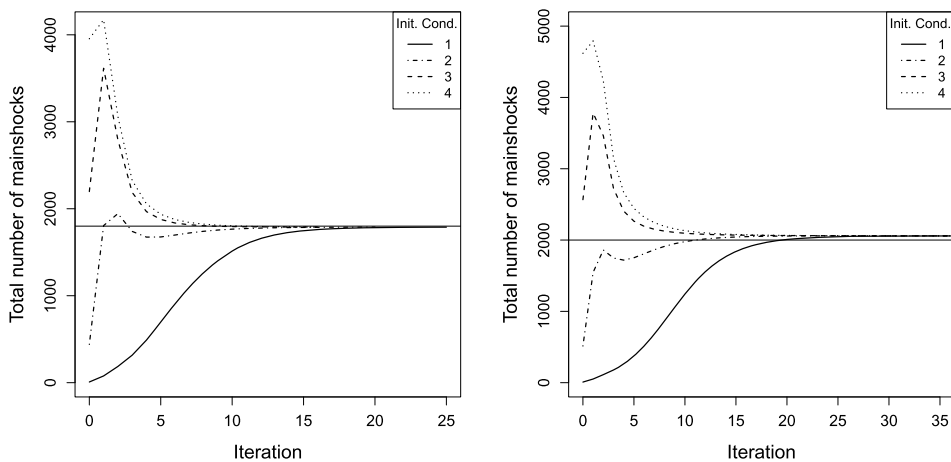 Init. Cond.
1
2
3
4
Total number of mainshocks
4000
3000
2000
1000
0
0 5 10 15 20 25
Iteration
Init. Cond.
1
2
3
4
Total number of mainshocks
5000
4000
3000
2000
1000
0
0 5 10 15 20 25 30 35
Iteration